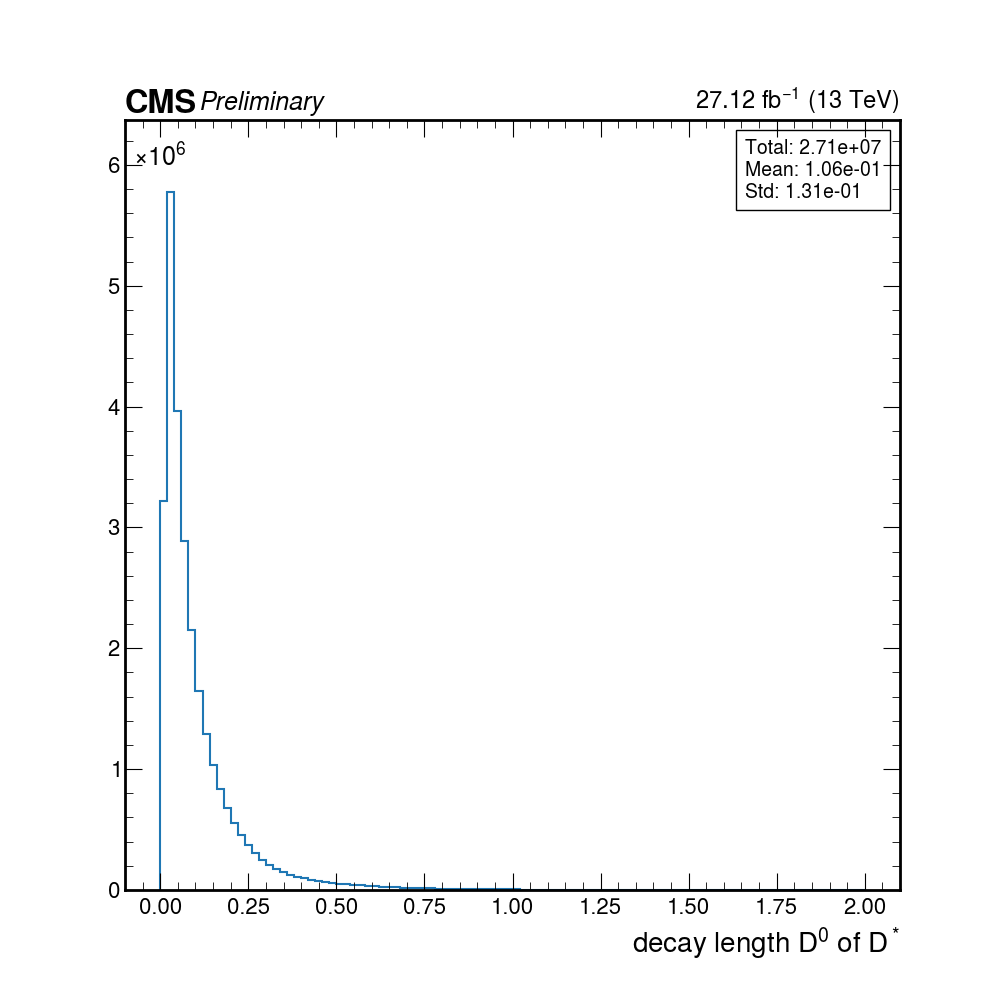 CMS Preliminary
27.12 fb⁻¹ (13 TeV)
×10⁶
Total: 2.71e+07
Mean: 1.06e-01
Std: 1.31e-01
6
5
4
3
2
1
0
0.00 0.25 0.50 0.75 1.00 1.25 1.50 1.75 2.00
decay length D⁰ of D*